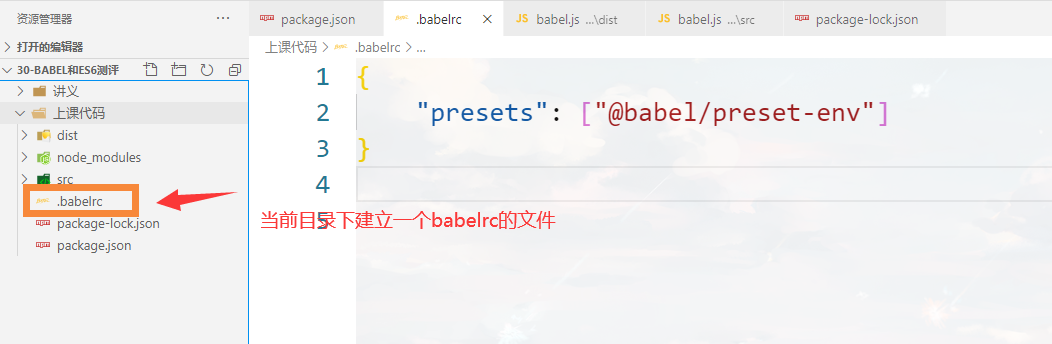 资源管理器 ...
package.json
.babelrc
JS babel.js ...\dist
JS babel.js ...\src
package-lock.json
打开的编辑器
上课代码 > .babelrc > ...
30-BABEL和ES6测评
讲义
上课代码
dist
node_modules
src
.babelrc
package-lock.json
package.json
1 {
2 "presets": ["@babel/preset-env"]
3 }
4
5
当前目录下建立一个babelrc的文件